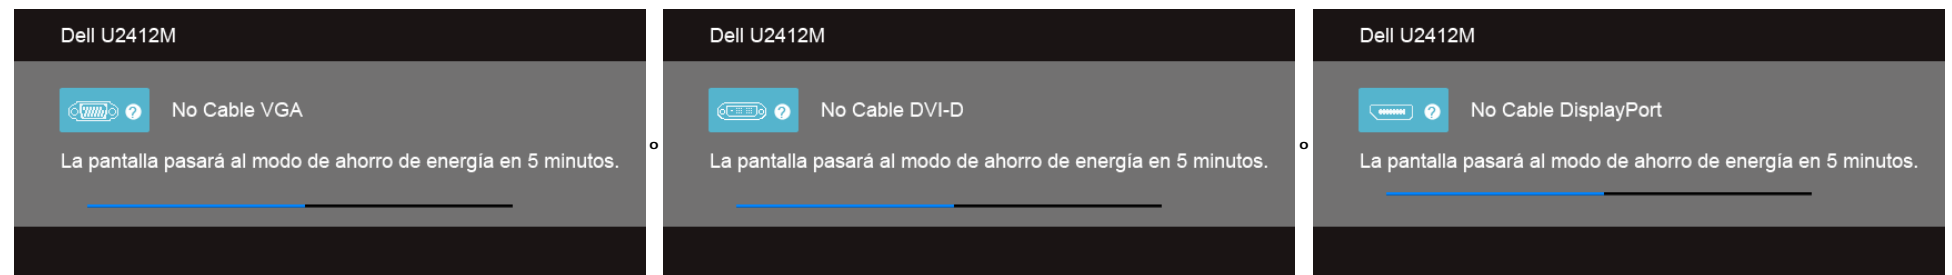 Dell U2412M
No Cable VGA
La pantalla pasará al modo de ahorro de energía en 5 minutos.
o
Dell U2412M
No Cable DVI-D
La pantalla pasará al modo de ahorro de energía en 5 minutos.
o
Dell U2412M
No Cable DisplayPort
La pantalla pasará al modo de ahorro de energía en 5 minutos.